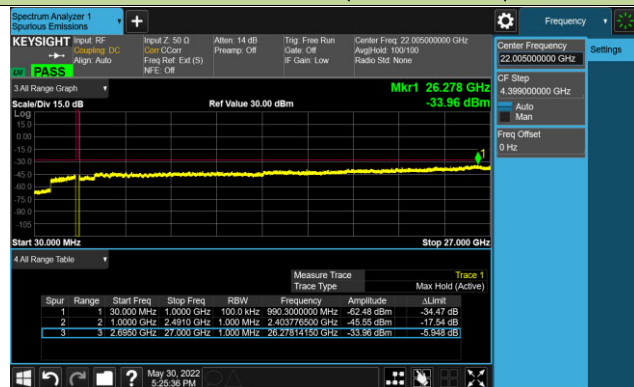 Spectrum Analyzer 1
Spurious Emissions
+
Frequency
KEYSIGHT
Input: RF
Coupling: DC
Align: Auto
Input Z: 50 Ω
Corr CCorr
Freq Ref: Ext (S)
NFE: Off
Atten: 14 dB
Preamp: Off
Trig: Free Run
Gate: Off
IF Gain: Low
Center Freq: 22.005000000 GHz
Avg|Hold: 100/100
Radio Std: None
PASS
Center Frequency
22.005000000 GHz
Settings
CF Step
4.399000000 GHz
Auto
Man
Freq Offset
0 Hz
3 All Range Graph
Mkr1 26.278 GHz
Scale/Div 15.0 dB
Ref Value 30.00 dBm
-33.96 dBm
Log
15.0
0.00
-15.0
-30.0
-45.0
-60.0
-75.0
-90.0
-105
1
Start 30.000 MHz
Stop 27.000 GHz
4 All Range Table
Measure Trace Trace 1
Trace Type Max Hold (Active)
Spur Range Start Freq Stop Freq RBW Frequency Amplitude ΔLimit
1 1 30.000 MHz 1.0000 GHz 100.0 kHz 990.3000000 MHz -62.48 dBm -34.47 dB
2 2 1.0000 GHz 2.4910 GHz 1.000 MHz 2.403776500 GHz -45.55 dBm -17.54 dB
3 3 2.6950 GHz 27.000 GHz 1.000 MHz 26.27814150 GHz -33.96 dBm -5.948 dB
?
May 30, 2022
5:25:36 PM